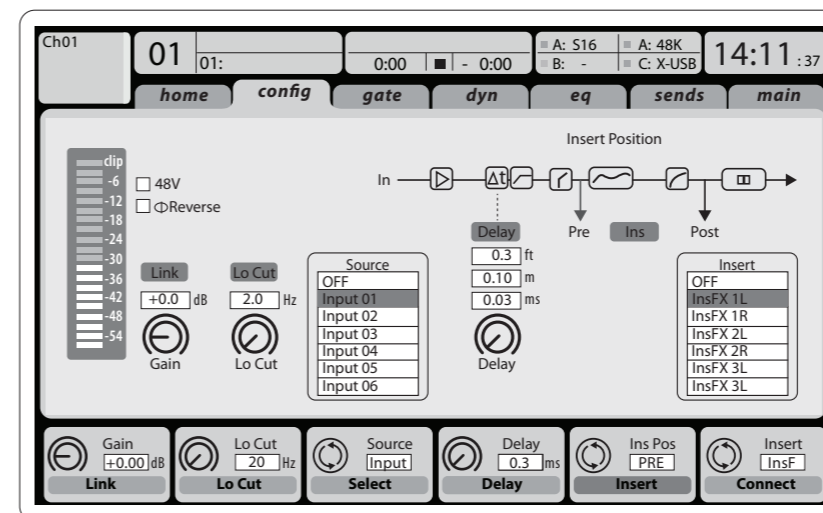 Ch01
01 01: 0:00 - 0:00 A: S16 A: 48K 14:11 :37
B: - C: X-USB
home config gate dyn eq sends main
Insert Position
clip
-6
-12
-18
-24
-30
-36
-42
-48
-54
48V
ΦReverse
In Δt
Pre Ins Post
Delay
0.3 ft
0.10 m
0.03 ms
Delay
Link Lo Cut
+0.0 dB 2.0 Hz
Gain Lo Cut
Source
OFF
Input 01
Input 02
Input 03
Input 04
Input 05
Input 06
Insert
OFF
InsFX 1L
InsFX 1R
InsFX 2L
InsFX 2R
InsFX 3L
InsFX 3L
Gain
+0.00 dB
Link
Lo Cut
20 Hz
Lo Cut
Source
Input
Select
Delay
0.3 ms
Delay
Ins Pos
PRE
Insert
Insert
InsF
Connect